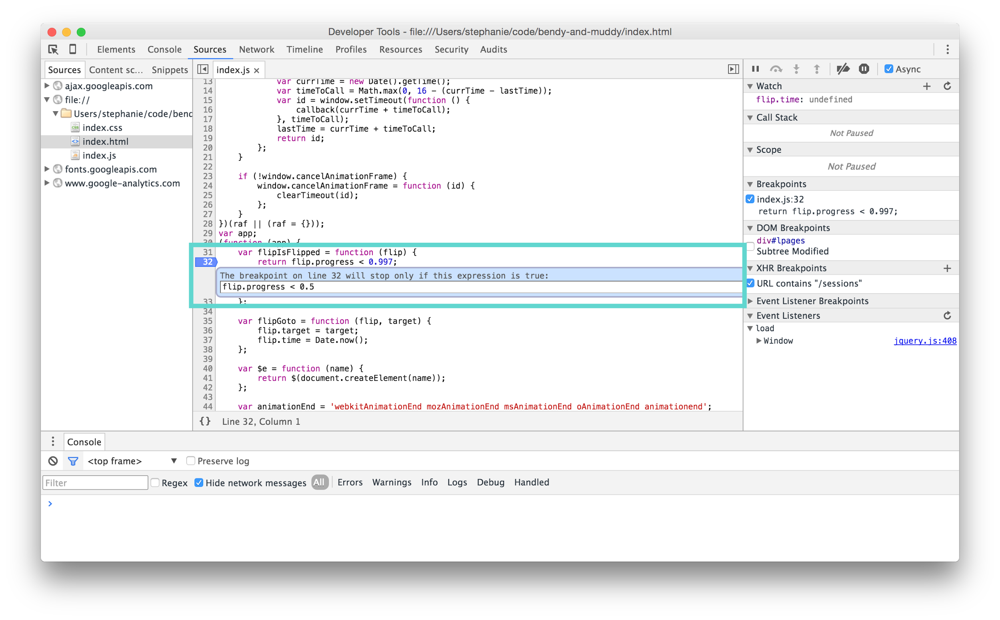 Developer Tools - file:///Users/stephanie/code/bendy-and-muddy/index.html
Elements Console Sources Network Timeline Profiles Resources Security Audits
Sources Content sc... Snippets
ajax.googleapis.com
file://
Users/stephanie/code/bend
CSS index.css
<> index.html
JS index.js
fonts.googleapis.com
www.google-analytics.com
index.js ×
13 var currTime = new Date().getTime();
14 var timeToCall = Math.max(0, 16 - (currTime - lastTime));
15 var id = window.setTimeout(function () {
16 callback(currTime + timeToCall);
17 }, timeToCall);
18 lastTime = currTime + timeToCall;
19 return id;
20 };
21 }
22
23 if (!window.cancelAnimationFrame) {
24 window.cancelAnimationFrame = function (id) {
25 clearTimeout(id);
26 };
27 }
28 })(raf || (raf = {}));
29 var app;
30 (function (app) {
31 var flipIsFlipped = function (flip) {
32 return flip.progress < 0.997;
The breakpoint on line 32 will stop only if this expression is true:
flip.progress < 0.5
33 };
34
35 var flipGoto = function (flip, target) {
36 flip.target = target;
37 flip.time = Date.now();
38 };
39
40 var $e = function (name) {
41 return $(document.createElement(name));
42 };
43
44 var animationEnd = 'webkitAnimationEnd mozAnimationEnd msAnimationEnd oAnimationEnd animationend';
{} Line 32, Column 1
Async
Watch +
flip.time: undefined
Call Stack
Not Paused
Scope
Not Paused
Breakpoints
index.js:32
return flip.progress < 0.997;
DOM Breakpoints
div#lpages
Subtree Modified
XHR Breakpoints +
URL contains "/sessions"
Event Listener Breakpoints
Event Listeners
load
Window jquery.js:408
Console
<top frame> Preserve log
Filter Regex Hide network messages All Errors Warnings Info Logs Debug Handled
>